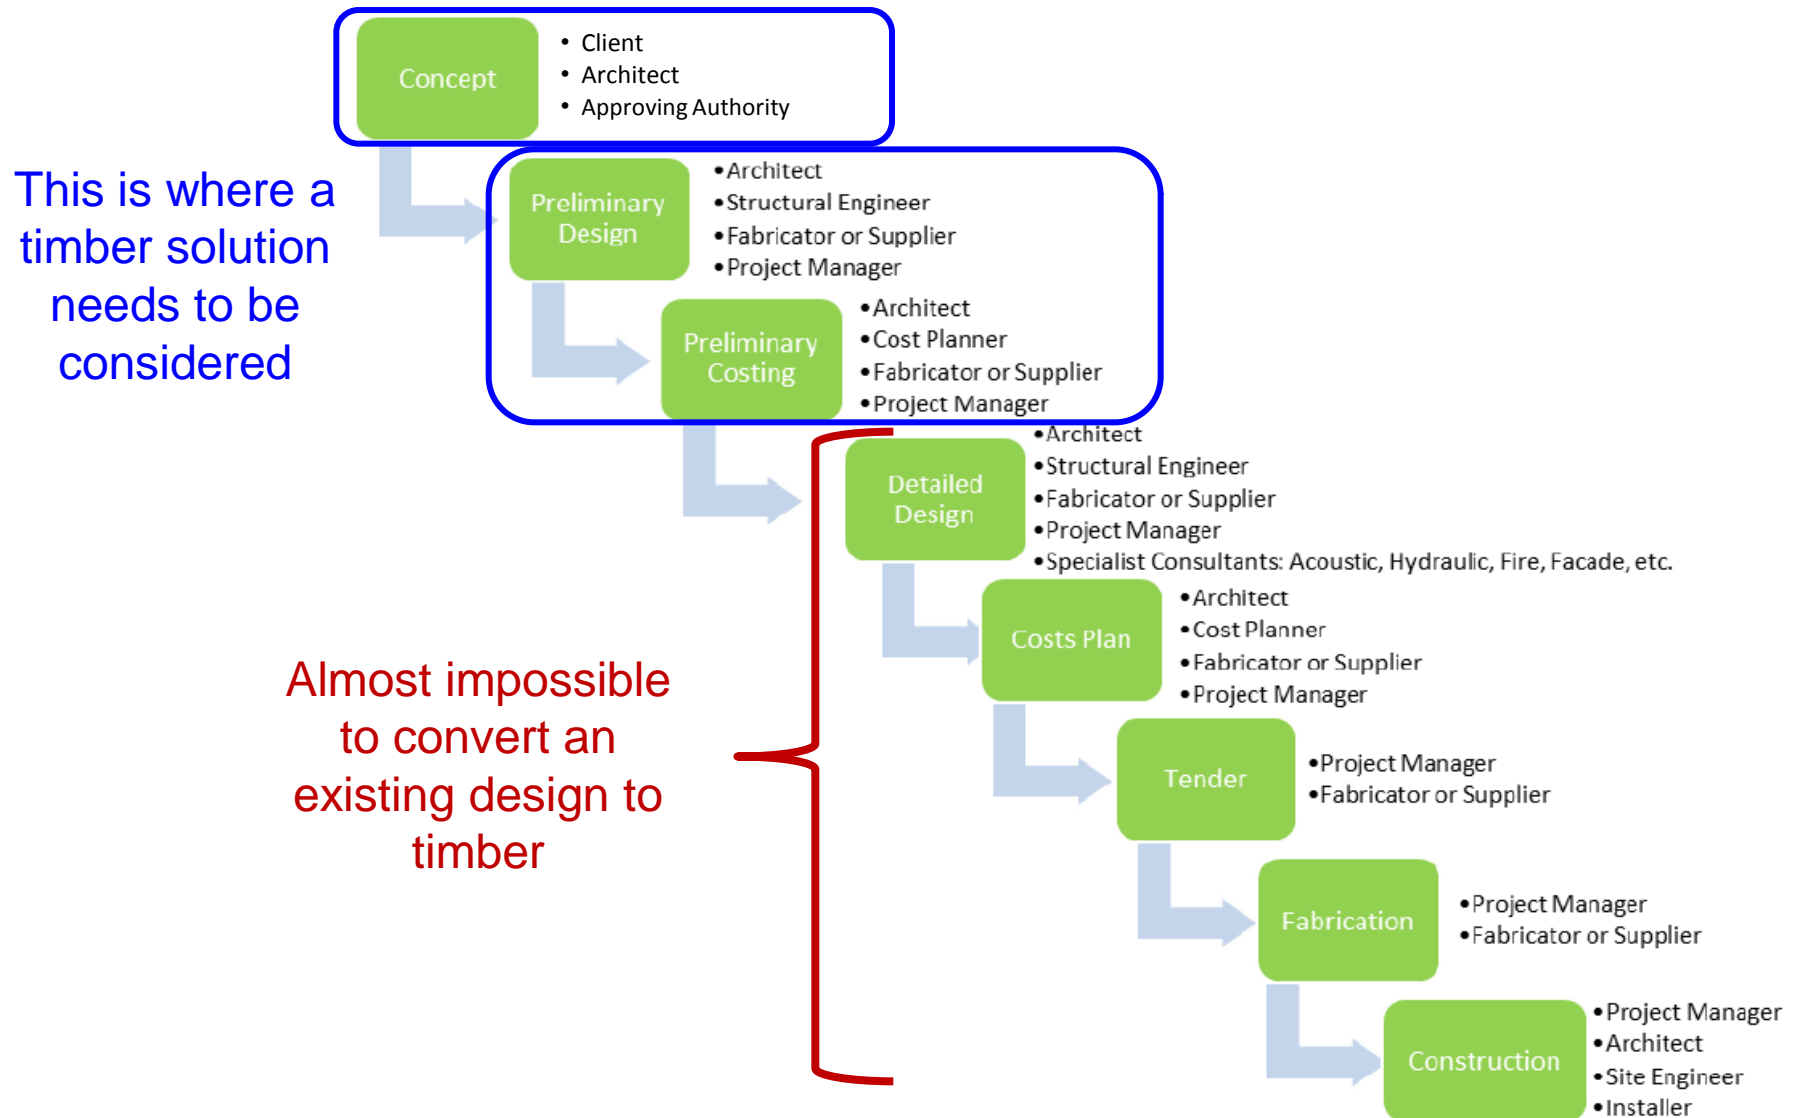 Concept
• Client
• Architect
• Approving Authority
This is where a
timber solution
needs to be
considered
Preliminary
Design
•Architect
•Structural Engineer
•Fabricator or Supplier
•Project Manager
Preliminary
Costing
•Architect
•Cost Planner
•Fabricator or Supplier
•Project Manager
Detailed
Design
•Architect
•Structural Engineer
•Fabricator or Supplier
•Project Manager
•Specialist Consultants: Acoustic, Hydraulic, Fire, Facade, etc.
Almost impossible
to convert an
existing design to
timber
Costs Plan
•Architect
•Cost Planner
•Fabricator or Supplier
•Project Manager
Tender
•Project Manager
•Fabricator or Supplier
Fabrication
•Project Manager
•Fabricator or Supplier
Construction
•Project Manager
•Architect
•Site Engineer
•Installer